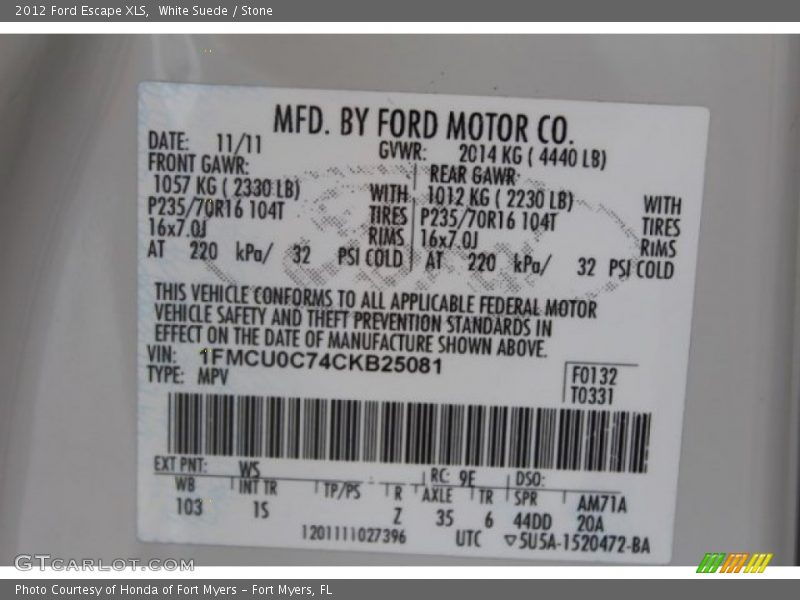 2012 Ford Escape XLS, White Suede / Stone
MFD. BY FORD MOTOR CO.
DATE: 11/11 GVWR: 2014 KG ( 4440 LB)
FRONT GAWR: REAR GAWR:
1057 KG ( 2330 LB) WITH 1012 KG ( 2230 LB) WITH
P235/70R16 104T TIRES P235/70R16 104T TIRES
16x7.0J RIMS 16x7.0J RIMS
AT 220 kPa/ 32 PSI COLD AT 220 kPa/ 32 PSI COLD
THIS VEHICLE CONFORMS TO ALL APPLICABLE FEDERAL MOTOR
VEHICLE SAFETY AND THEFT PREVENTION STANDARDS IN
EFFECT ON THE DATE OF MANUFACTURE SHOWN ABOVE.
VIN: 1FMCU0C74CKB25081
TYPE: MPV F0132
T0331
EXT PNT: WS RC: 9E DSO:
WB INT TR TP/PS R AXLE TR SPR AM71A
103 1S Z 35 6 44DD 20A
1201111027396 UTC ▽5U5A-1520472-BA
GTCARLOT.COM
Photo Courtesy of Honda of Fort Myers - Fort Myers, FL